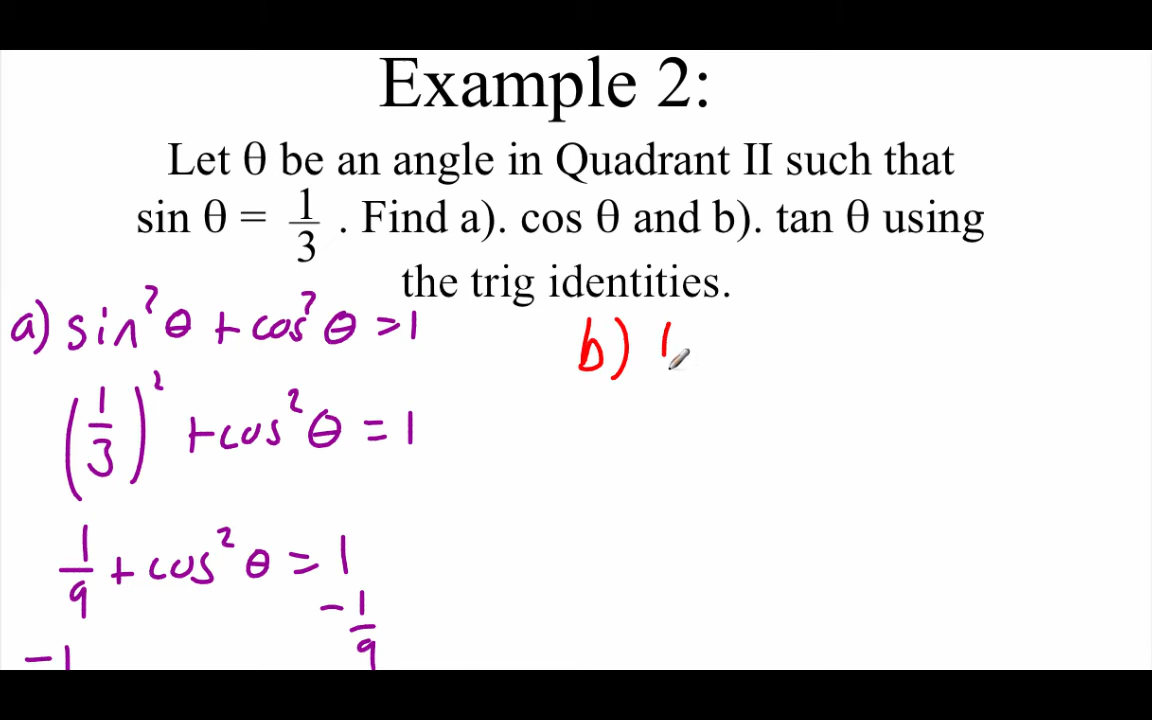 Example 2:
Let θ be an angle in Quadrant II such that
sin θ = 1/3 . Find a). cos θ and b). tan θ using
the trig identities.
a) sin²θ + cos²θ = 1
(1/3)² + cos²θ = 1
1/9 + cos²θ = 1
- 1/9
-1
b)